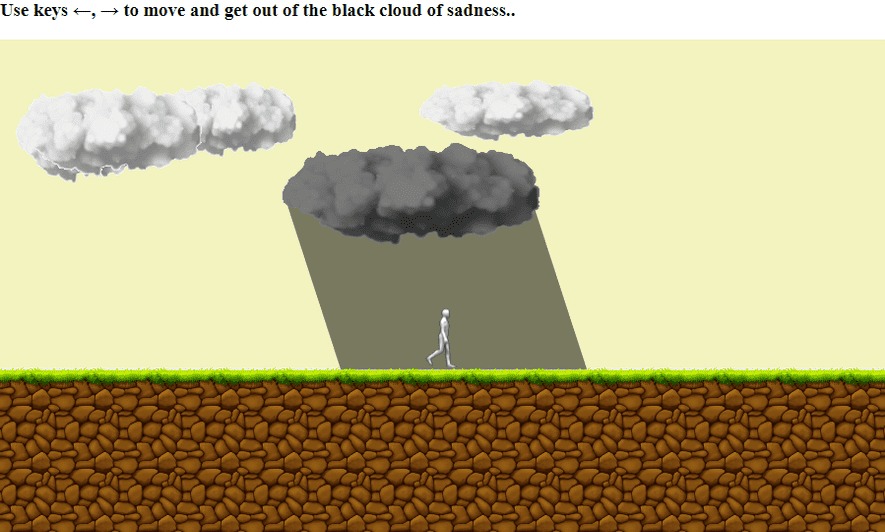 Use keys ←, → to move and get out of the black cloud of sadness..